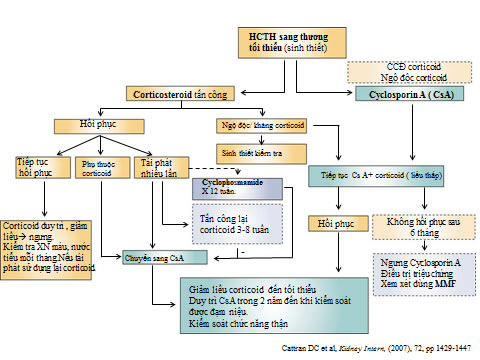 HCTH sang thương
tối thiểu (sinh thiết)
CCĐ corticoid
Ngộ độc corticoid
Corticosteroid tấn công
Cyclosporin A ( CsA)
Hồi phục
Ngộ độc/ kháng corticoid
Sinh thiết kiểm tra
Tiếp tục
hồi phục
Phụ thuộc
corticoid
Tái phát
nhiều lần
Cyclophosmamide
X 12 tuần.
Tiếp tục Cs A+ corticoid ( liều thấp)
Tấn công lại
corticoid 3-8 tuần
Hồi phục
Không hồi phục sau
6 tháng
Corticoid duy trì , giảm
liều→ ngưng.
Kiểm tra XN máu, nước
tiểu mỗi tháng.Nếu tái
phát sử dụng lại corticoid
Chuyển sang CsA
-
Ngưng Cyclosporin A
Điều trị triệu chứng
Xem xét dùng MMF
Giảm liều corticoid đến tối thiểu
Duy trì CsA trong 2 năm đến khi kiểm soát
được đạm niệu.
Kiểm soát chức năng thận
Cattran DC et al, Kidney Intern, (2007), 72, pp 1429-1447